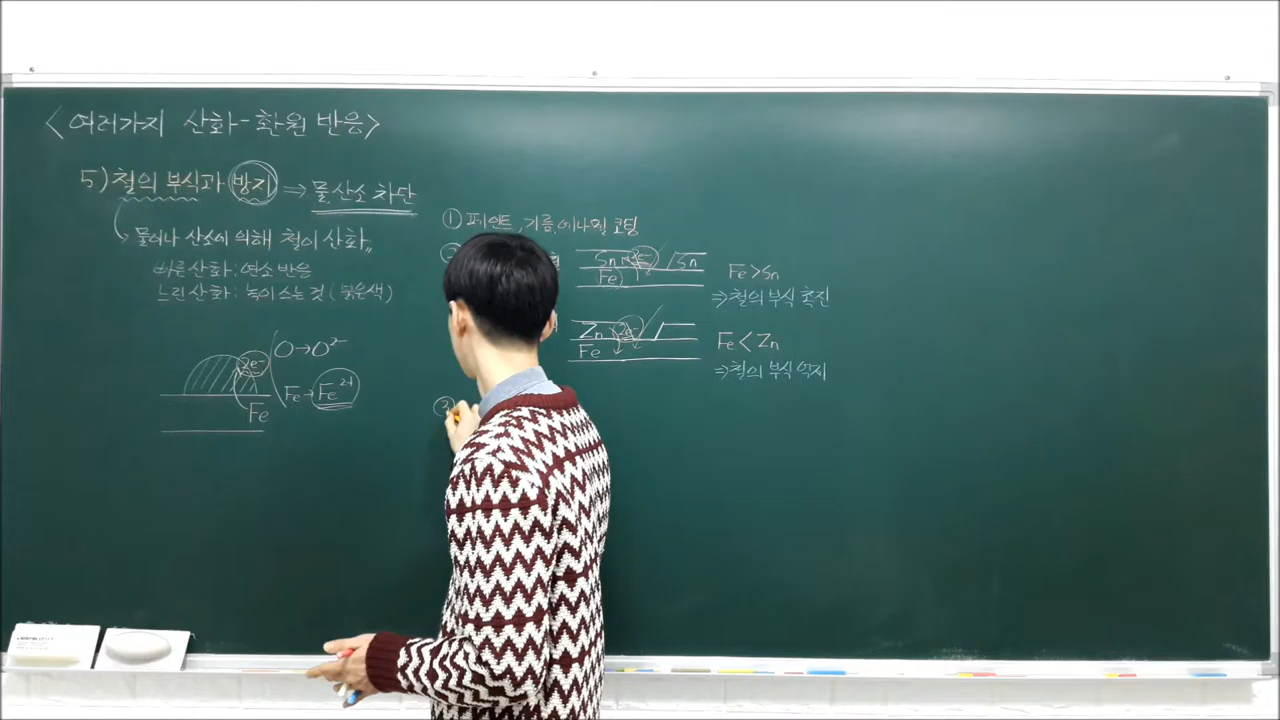 <여러가지 산화-환원 반응>
5) 철의 부식과 방지 ⇒ 물, 산소 차단
물이나 산소에 의해 철이 산화
빠른산화 : 연소 반응
느린산화 : 녹이 스는 것 (붉은색)
2e-
Fe
O→O2-
Fe→Fe2+
① 페인트, 기름, 에나멜 코팅
②
Sn 2e- Sn
Fe
Fe>Sn
⇒철의 부식 촉진
Zn 2e-
Fe
Fe<Zn
⇒철의 부식 억제